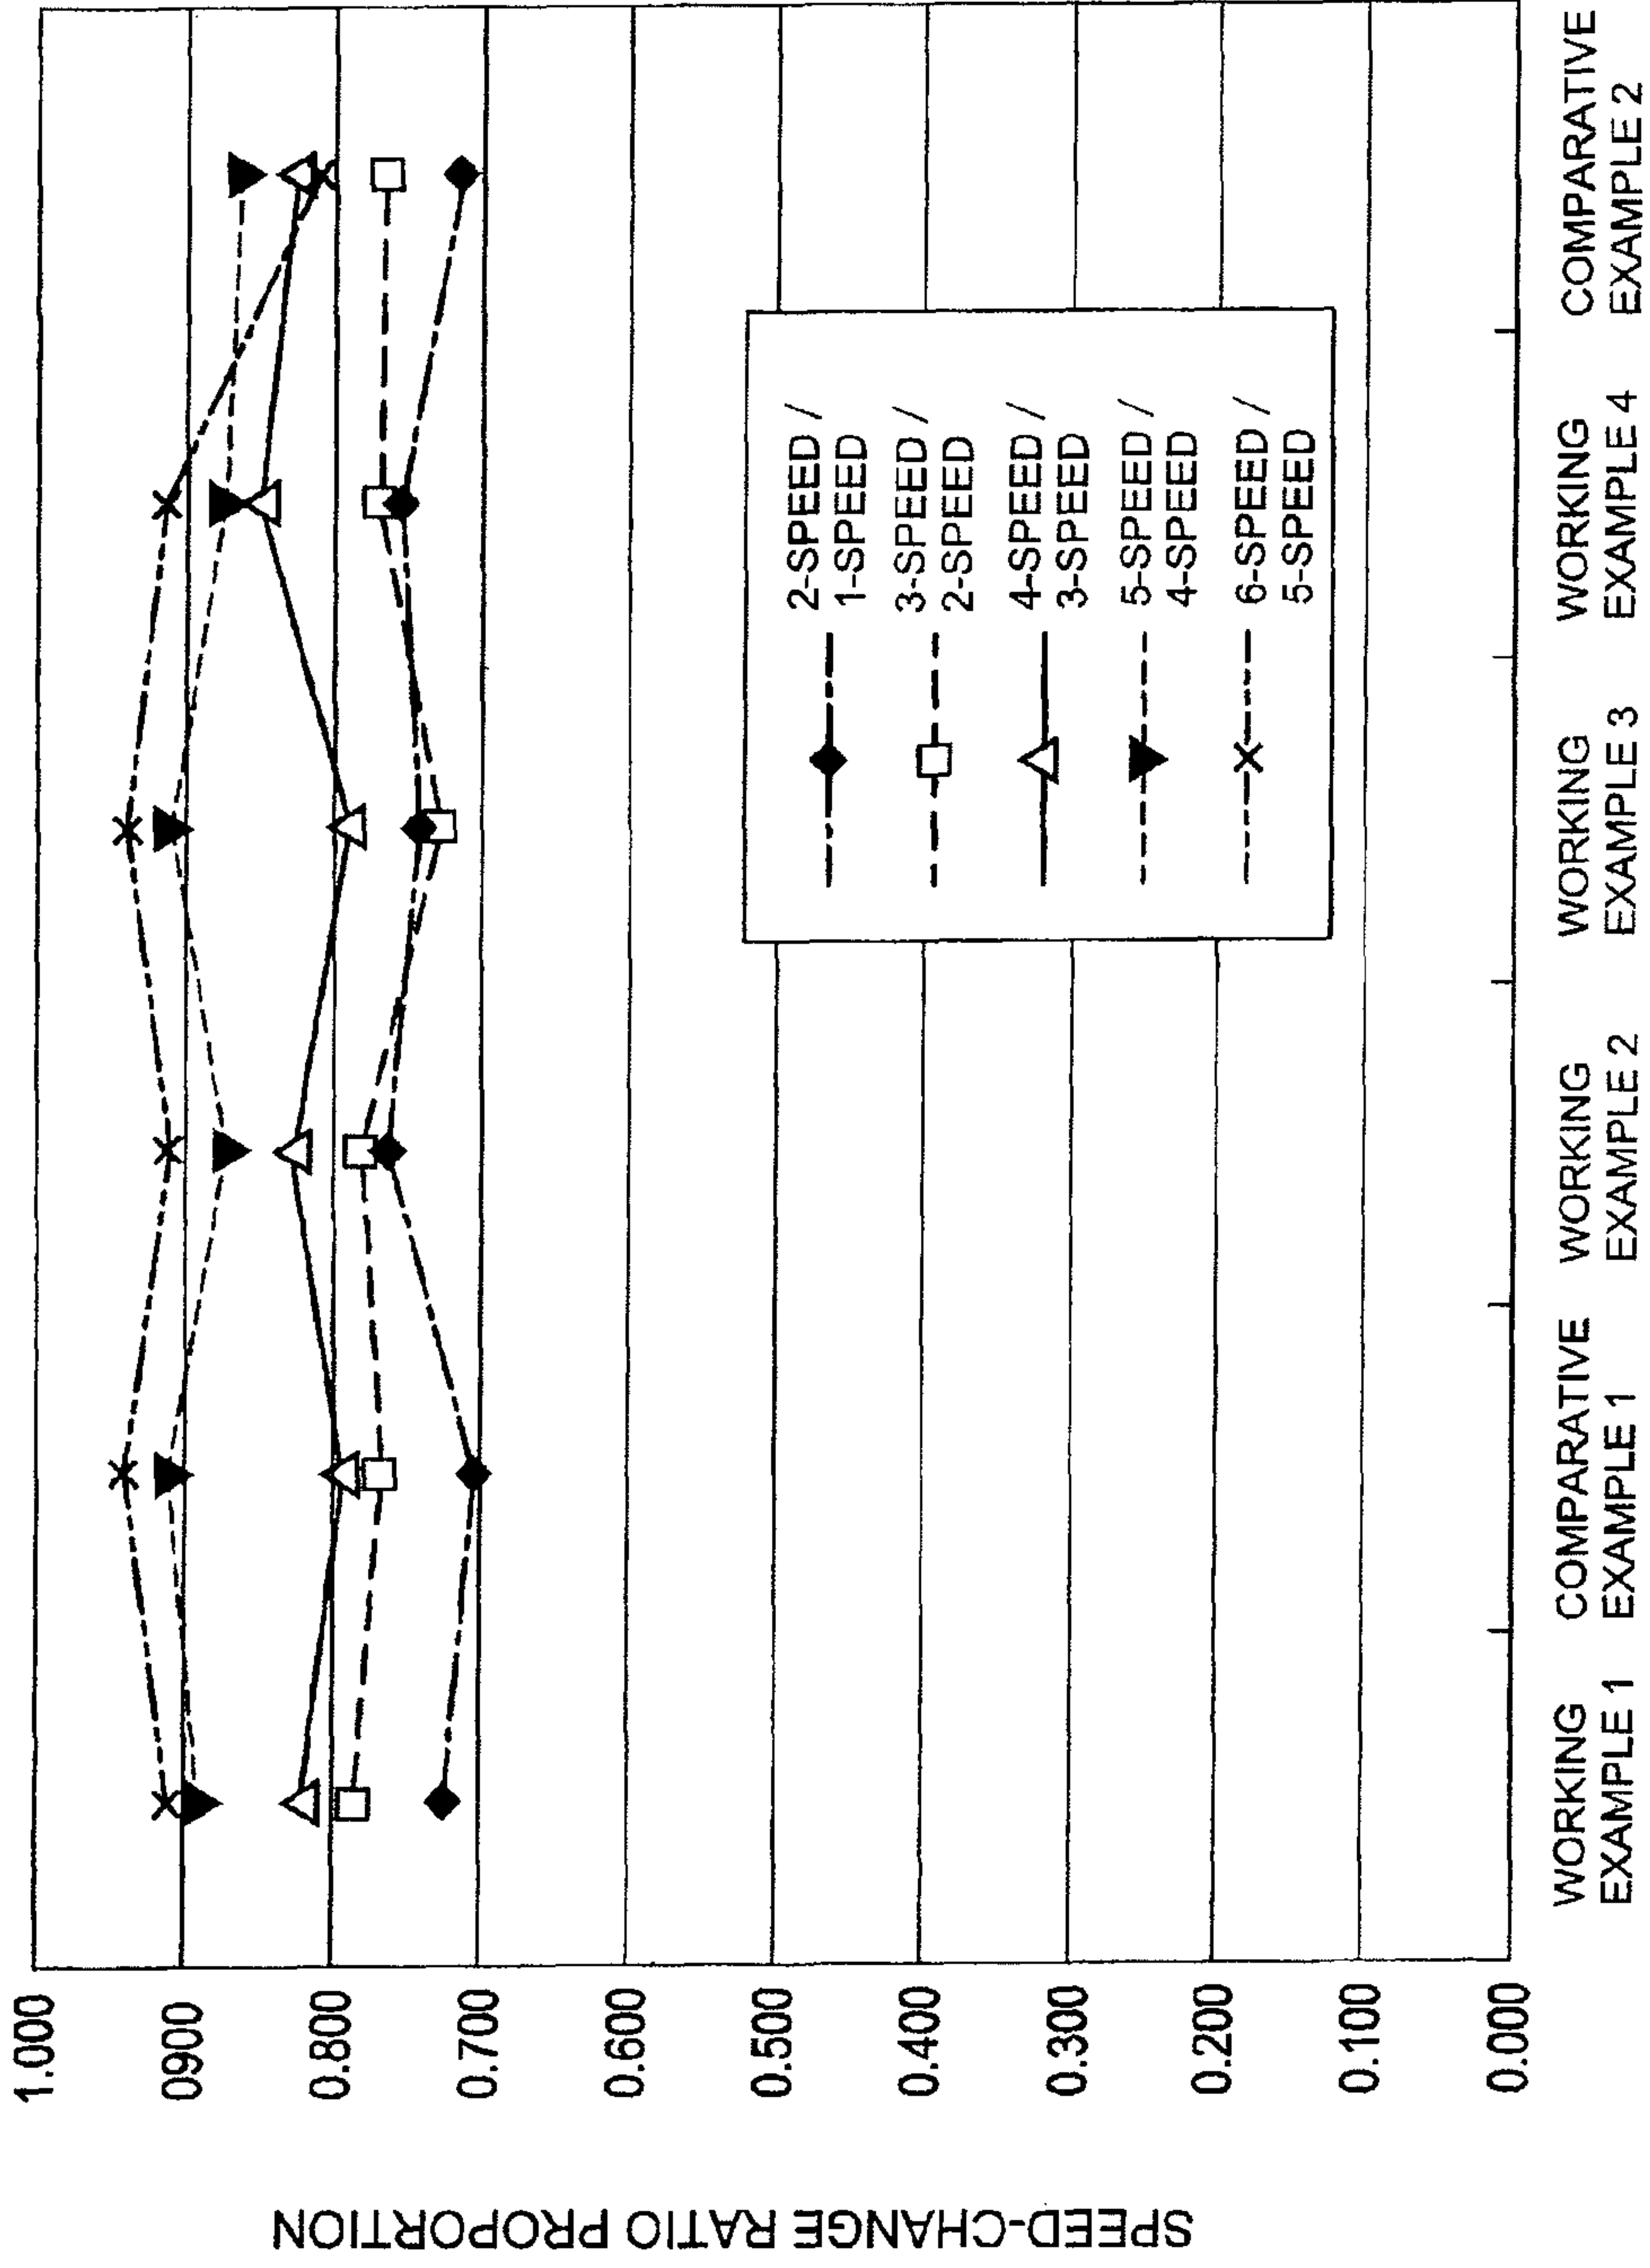 SPEED-CHANGE RATIO PROPORTION
1.000
0900
0.800
0.700
0.600
0.500
0.400
0.300
0.200
0.100
0.000
2-SPEED /
1-SPEED
3-SPEED /
2-SPEED
4-SPEED /
3-SPEED
5-SPEED /
4-SPEED
6-SPEED /
5-SPEED
WORKING
EXAMPLE 1
COMPARATIVE
EXAMPLE 1
WORKING
EXAMPLE 2
WORKING
EXAMPLE 3
WORKING
EXAMPLE 4
COMPARATIVE
EXAMPLE 2